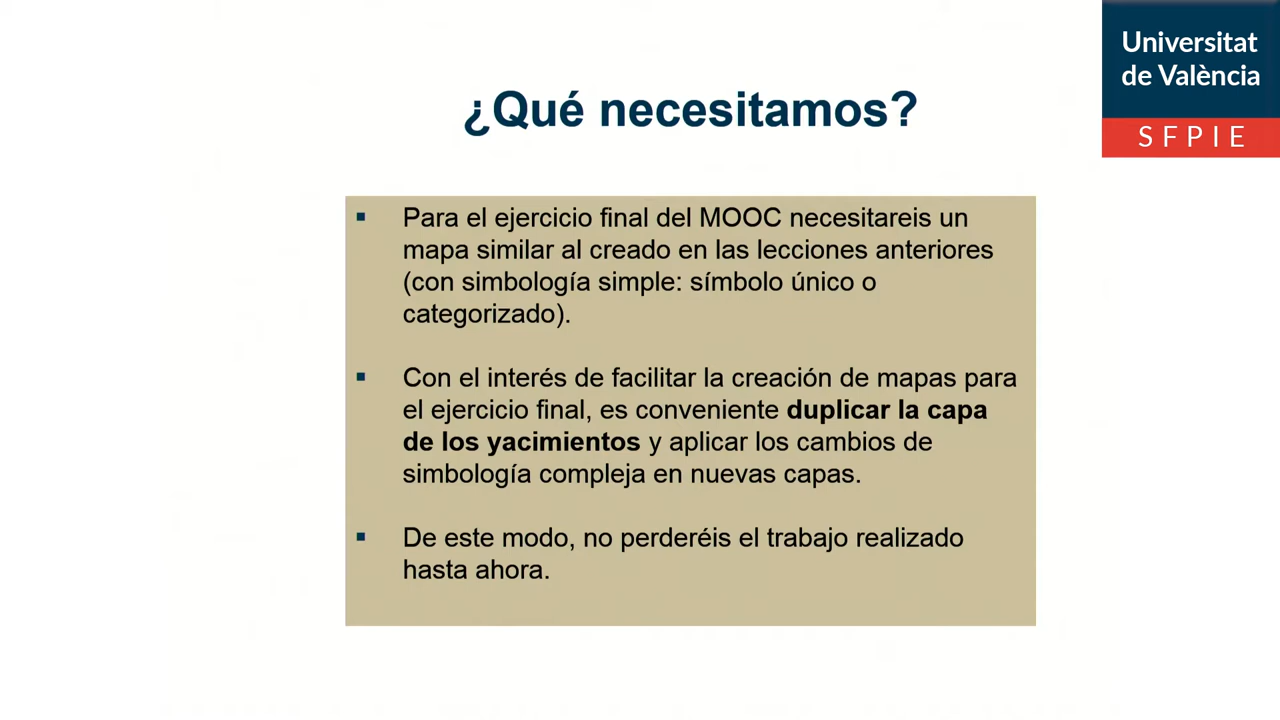 Universitat
de València
SFPIE
¿Qué necesitamos?
▪ Para el ejercicio final del MOOC necesitareis un
mapa similar al creado en las lecciones anteriores
(con simbología simple: símbolo único o
categorizado).
▪ Con el interés de facilitar la creación de mapas para
el ejercicio final, es conveniente duplicar la capa
de los yacimientos y aplicar los cambios de
simbología compleja en nuevas capas.
▪ De este modo, no perderéis el trabajo realizado
hasta ahora.